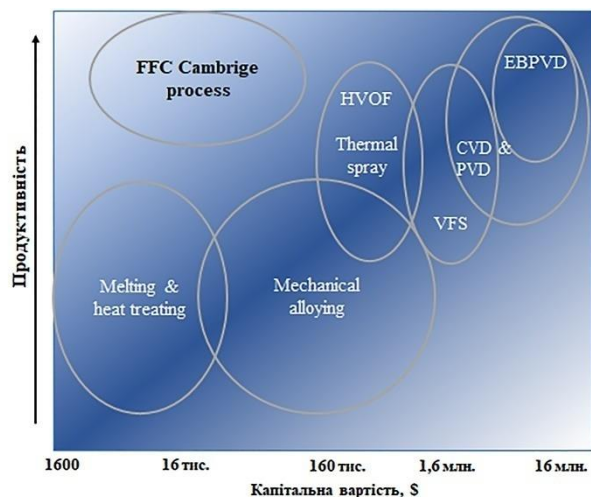 FFC Cambrige
process
EBPVD
HVOF
Thermal
spray
CVD &
PVD
VFS
Melting &
heat treating
Mechanical
alloying
Продуктивність
1600 16 тис. 160 тис. 1,6 млн. 16 млн.
Капітальна вартість, $